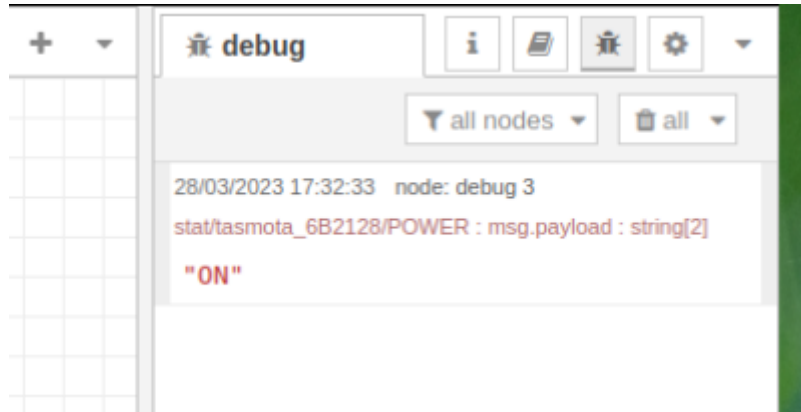 debug
all nodes
all
28/03/2023 17:32:33 node: debug 3
stat/tasmota_6B2128/POWER : msg.payload : string[2]
"ON"